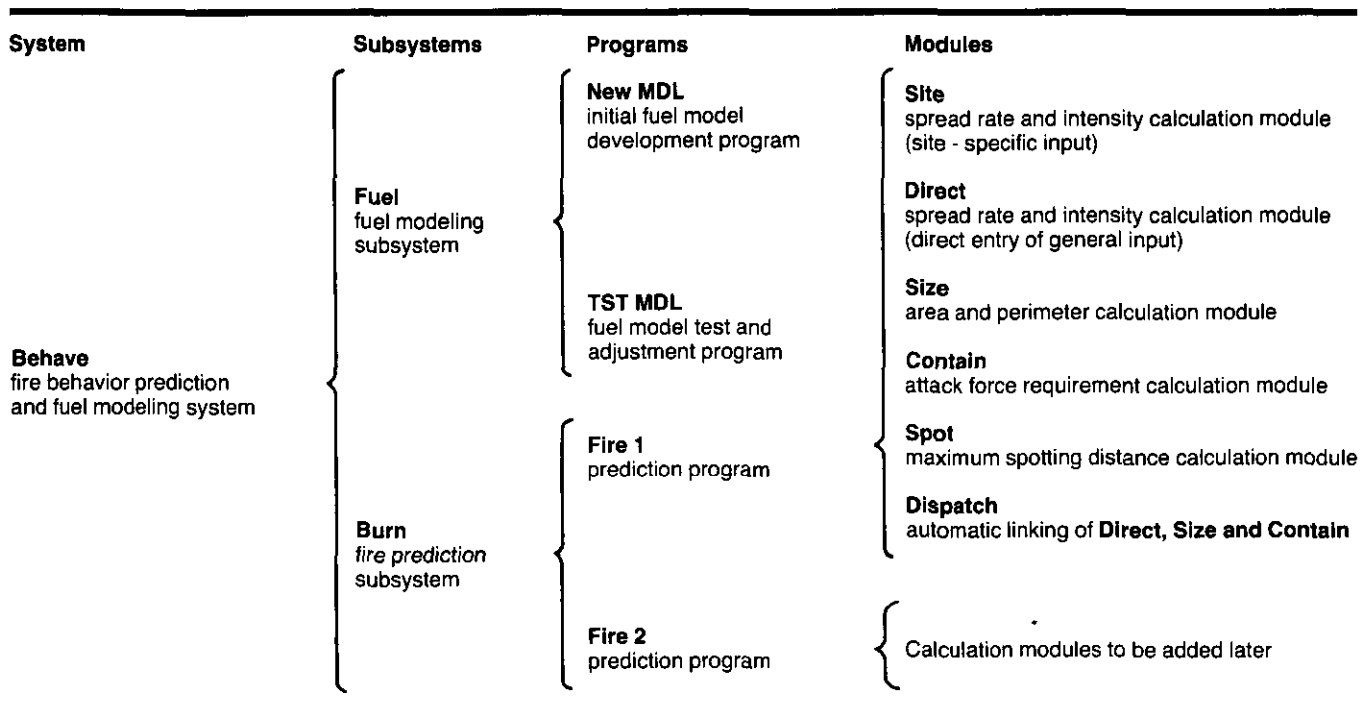 System
Subsystems
Programs
Modules
Behave
fire behavior prediction
and fuel modeling system
Fuel
fuel modeling
subsystem
Burn
fire prediction
subsystem
New MDL
initial fuel model
development program
TST MDL
fuel model test and
adjustment program
Fire 1
prediction program
Fire 2
prediction program
Site
spread rate and intensity calculation module
(site - specific input)
Direct
spread rate and intensity calculation module
(direct entry of general input)
Size
area and perimeter calculation module
Contain
attack force requirement calculation module
Spot
maximum spotting distance calculation module
Dispatch
automatic linking of Direct, Size and Contain
Calculation modules to be added later